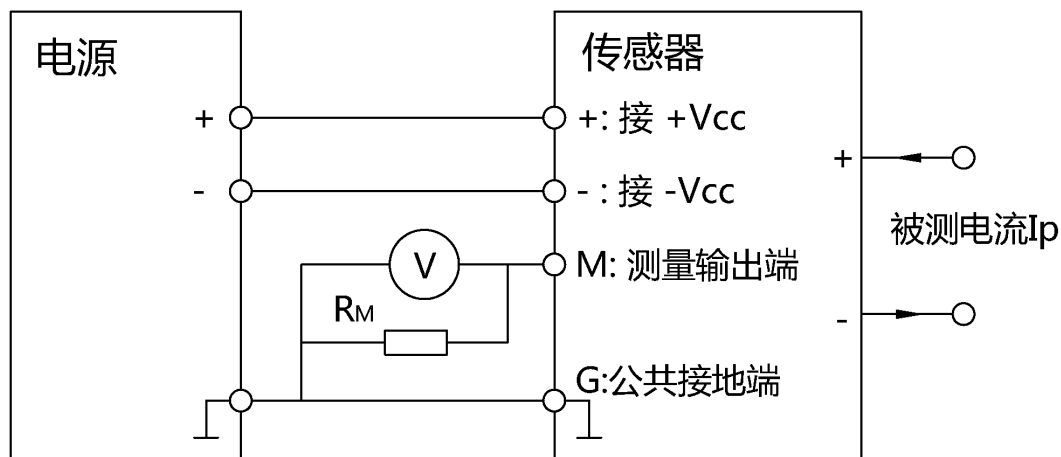 电源
传感器
+
+: 接 +Vcc
-
- : 接 -Vcc
+
被测电流Ip
V
M: 测量输出端
RM
-
G:公共接地端